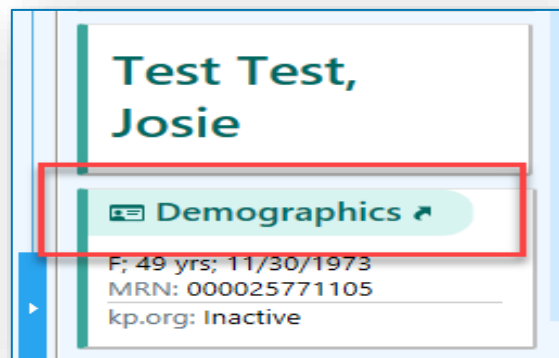 Test Test,
Josie
Demographics
F; 49 yrs; 11/30/1973
MRN: 000025771105
kp.org: Inactive